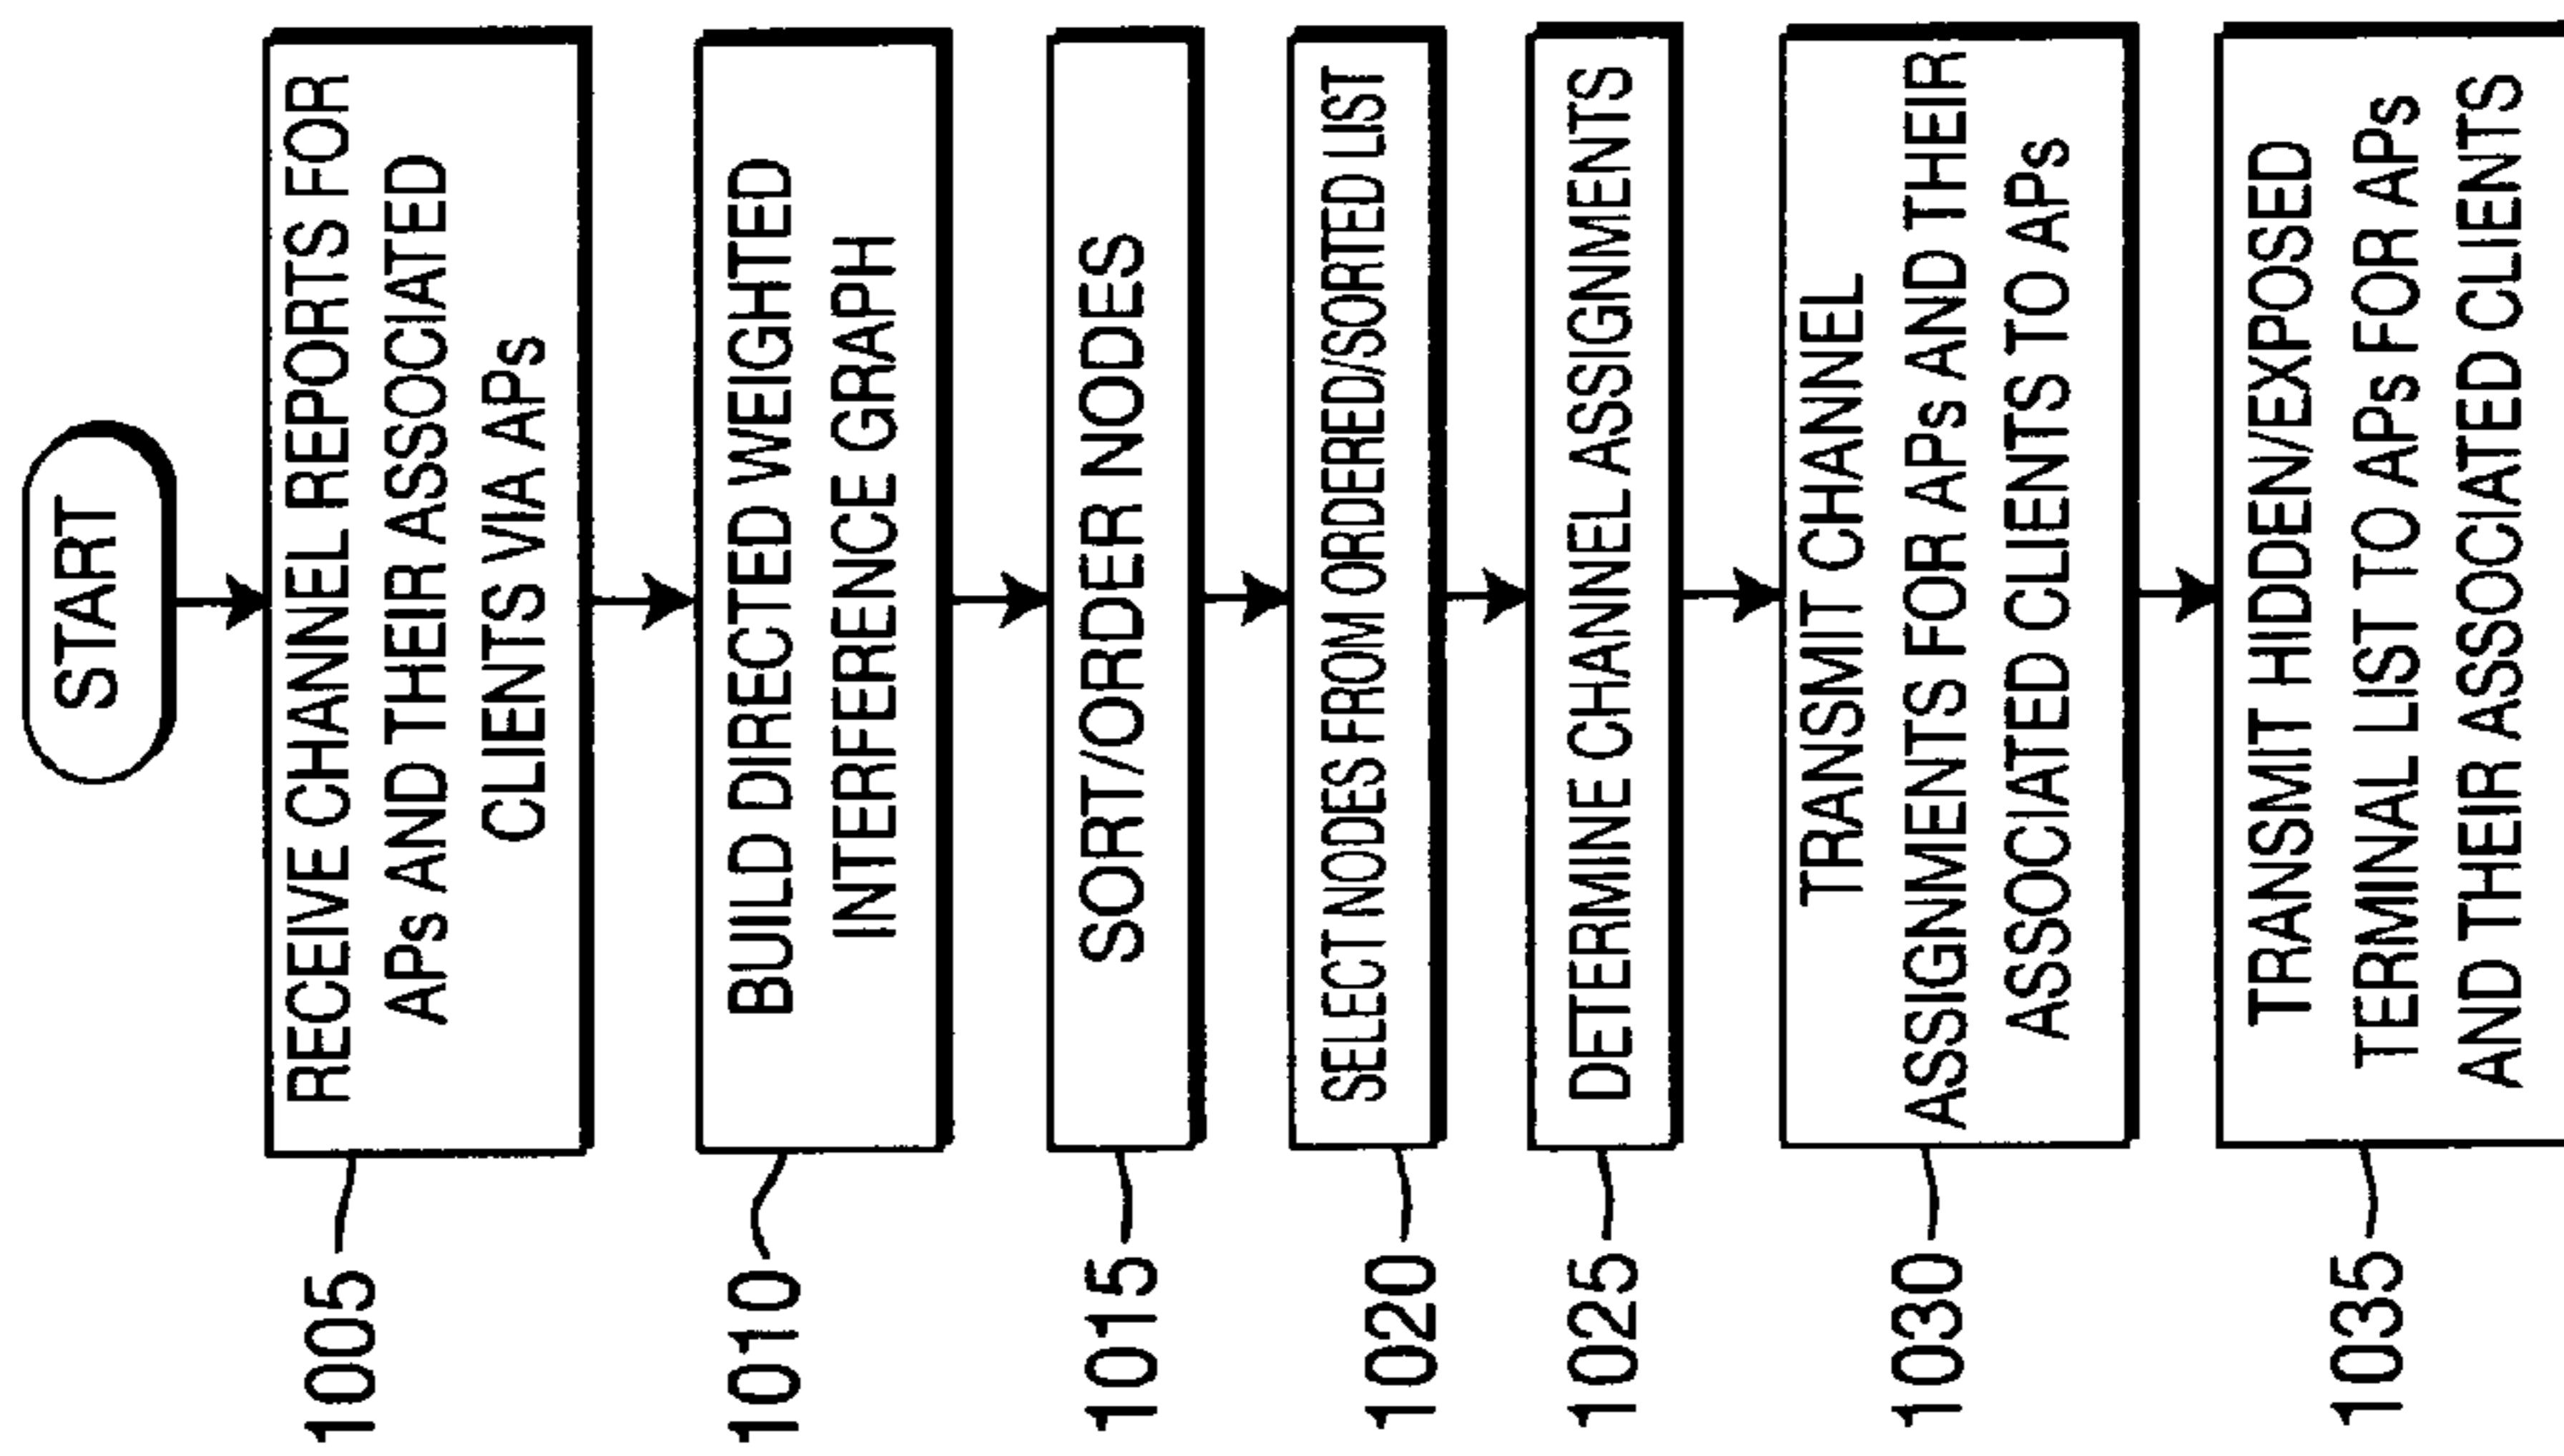 START
RECEIVE CHANNEL REPORTS FOR
APs AND THEIR ASSOCIATED
CLIENTS VIA APs
1005
BUILD DIRECTED WEIGHTED
INTERFERENCE GRAPH
1010
SORT/ORDER NODES
1015
SELECT NODES FROM ORDERED/SORTED LIST
1020
DETERMINE CHANNEL ASSIGNMENTS
1025
TRANSMIT CHANNEL
ASSIGNMENTS FOR APs AND THEIR
ASSOCIATED CLIENTS TO APs
1030
TRANSMIT HIDDEN/EXPOSED
TERMINAL LIST TO APs FOR APs
AND THEIR ASSOCIATED CLIENTS
1035